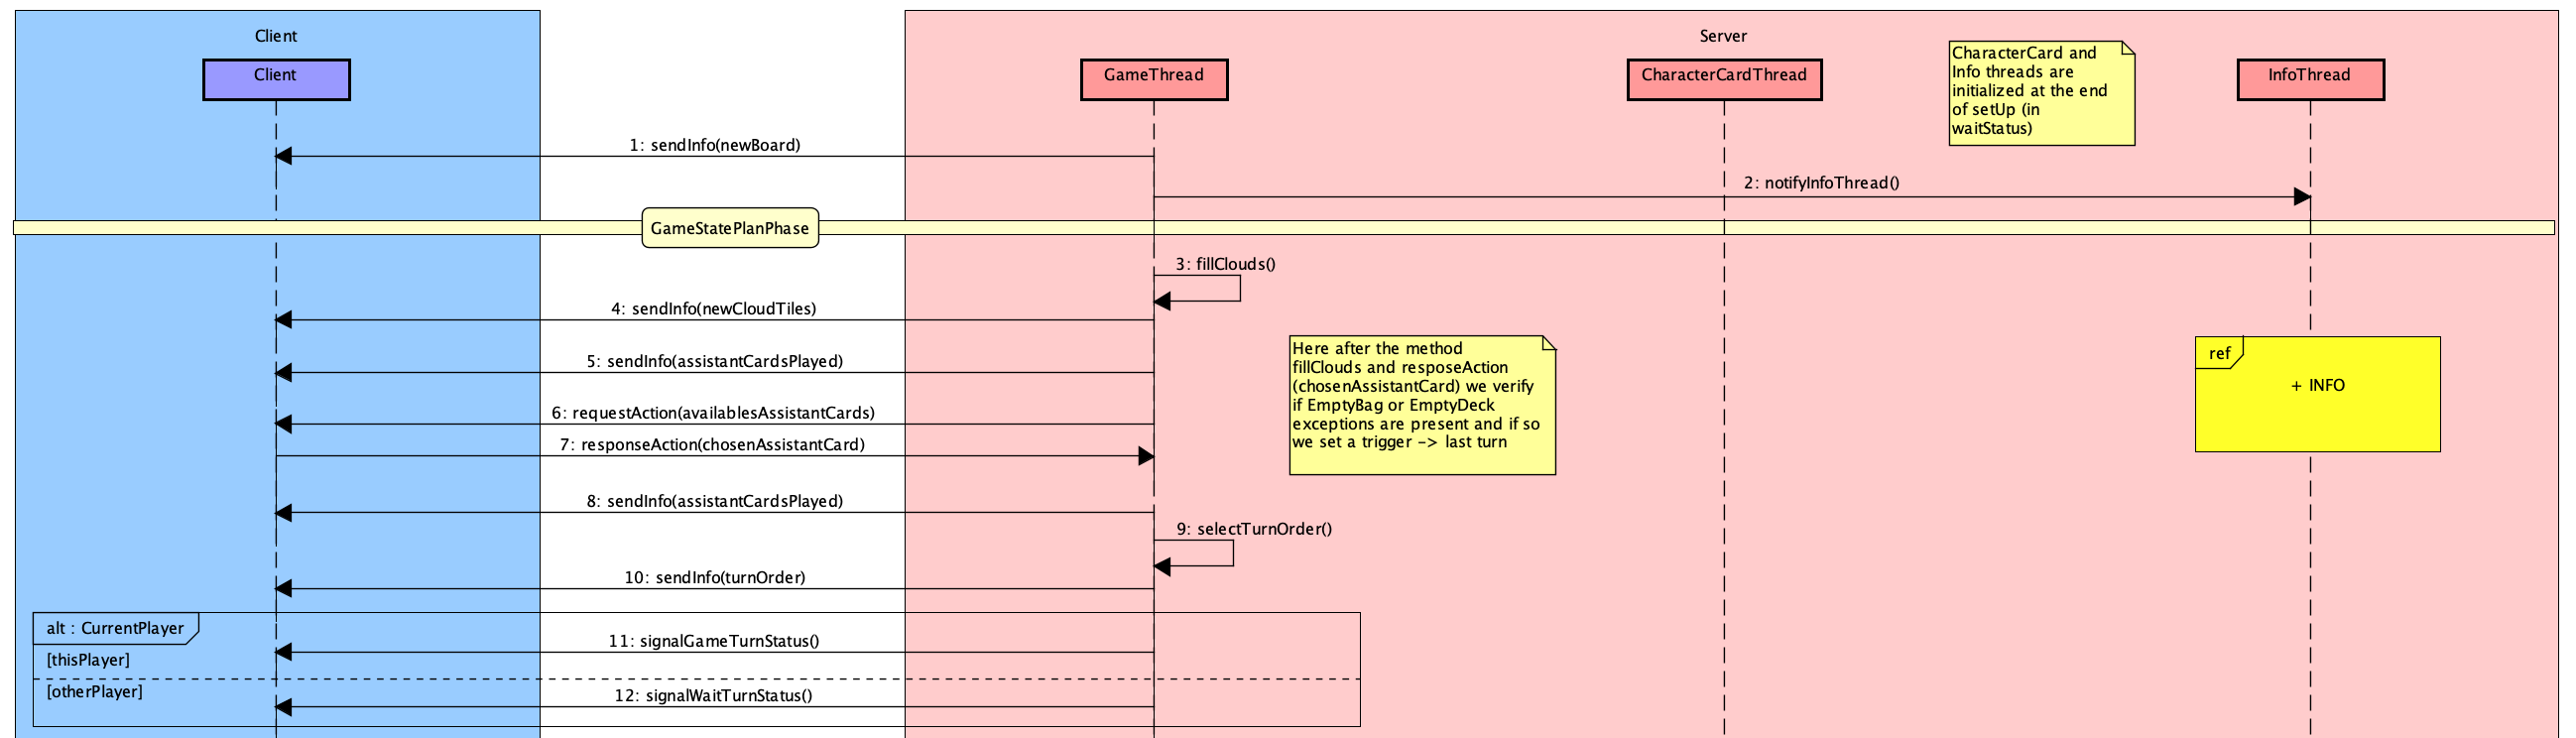 Client
Server
Client
GameThread
CharacterCardThread
CharacterCard and
Info threads are
initialized at the end
of setUp (in
waitStatus)
InfoThread
1: sendInfo(newBoard)
2: notifyInfoThread()
GameStatePlanPhase
3: fillClouds()
4: sendInfo(newCloudTiles)
5: sendInfo(assistantCardsPlayed)
Here after the method
fillClouds and resposeAction
(chosenAssistantCard) we verify
if EmptyBag or EmptyDeck
exceptions are present and if so
we set a trigger -> last turn
ref
+ INFO
6: requestAction(availablesAssistantCards)
7: responseAction(chosenAssistantCard)
8: sendInfo(assistantCardsPlayed)
9: selectTurnOrder()
10: sendInfo(turnOrder)
alt : CurrentPlayer
11: signalGameTurnStatus()
[thisPlayer]
[otherPlayer]
12: signalWaitTurnStatus()